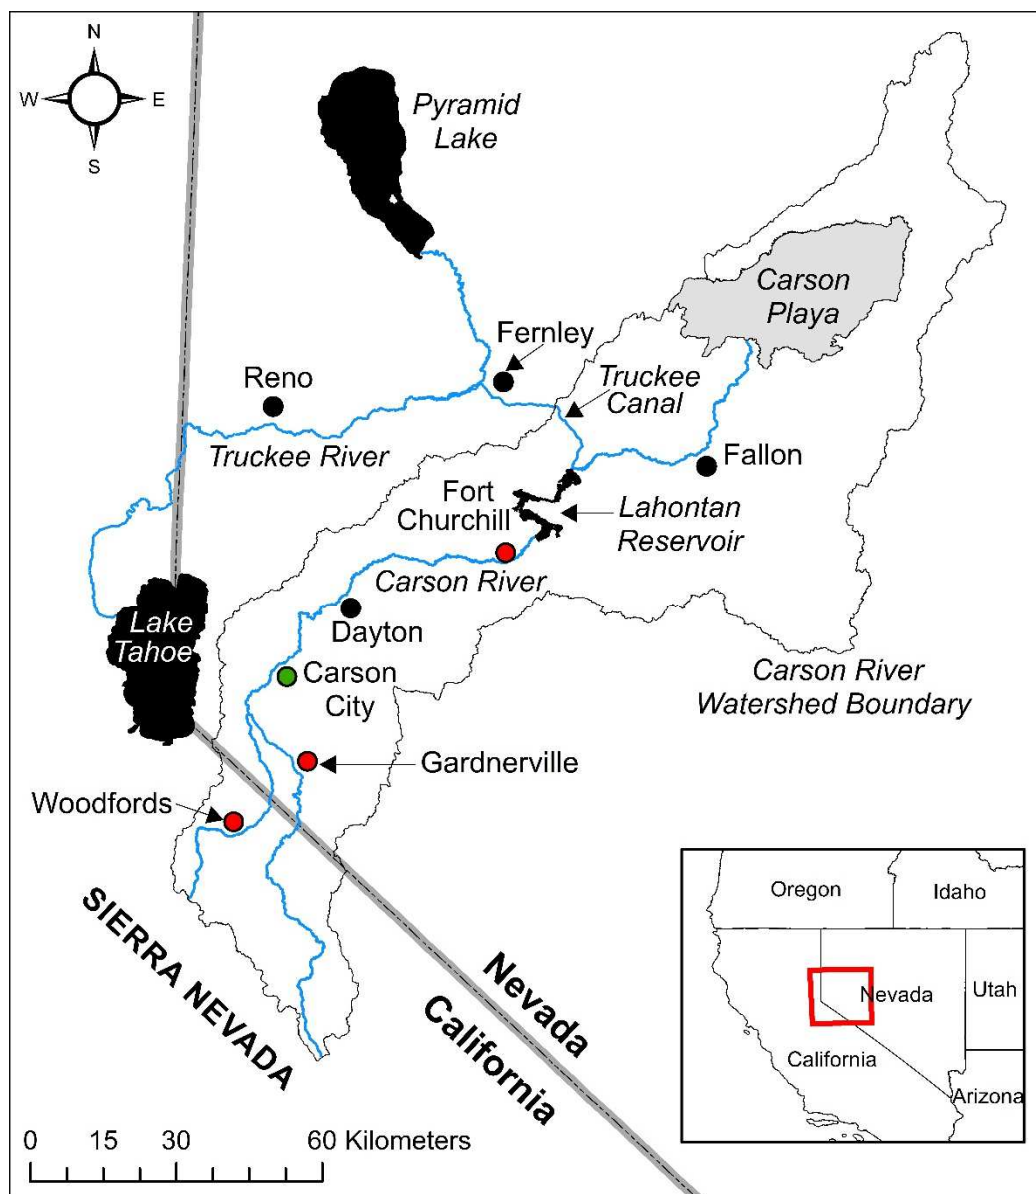 N
W
E
S
Pyramid
Lake
Carson
Playa
Fernley
Reno
Truckee
Canal
Truckee River
Fallon
Fort
Churchill
Lahontan
Reservoir
Carson River
Lake
Tahoe
Dayton
Carson
City
Carson River
Watershed Boundary
Gardnerville
Woodfords
SIERRA NEVADA
Nevada
California
Oregon
Idaho
Nevada
Utah
California
Arizona
0 15 30 60 Kilometers